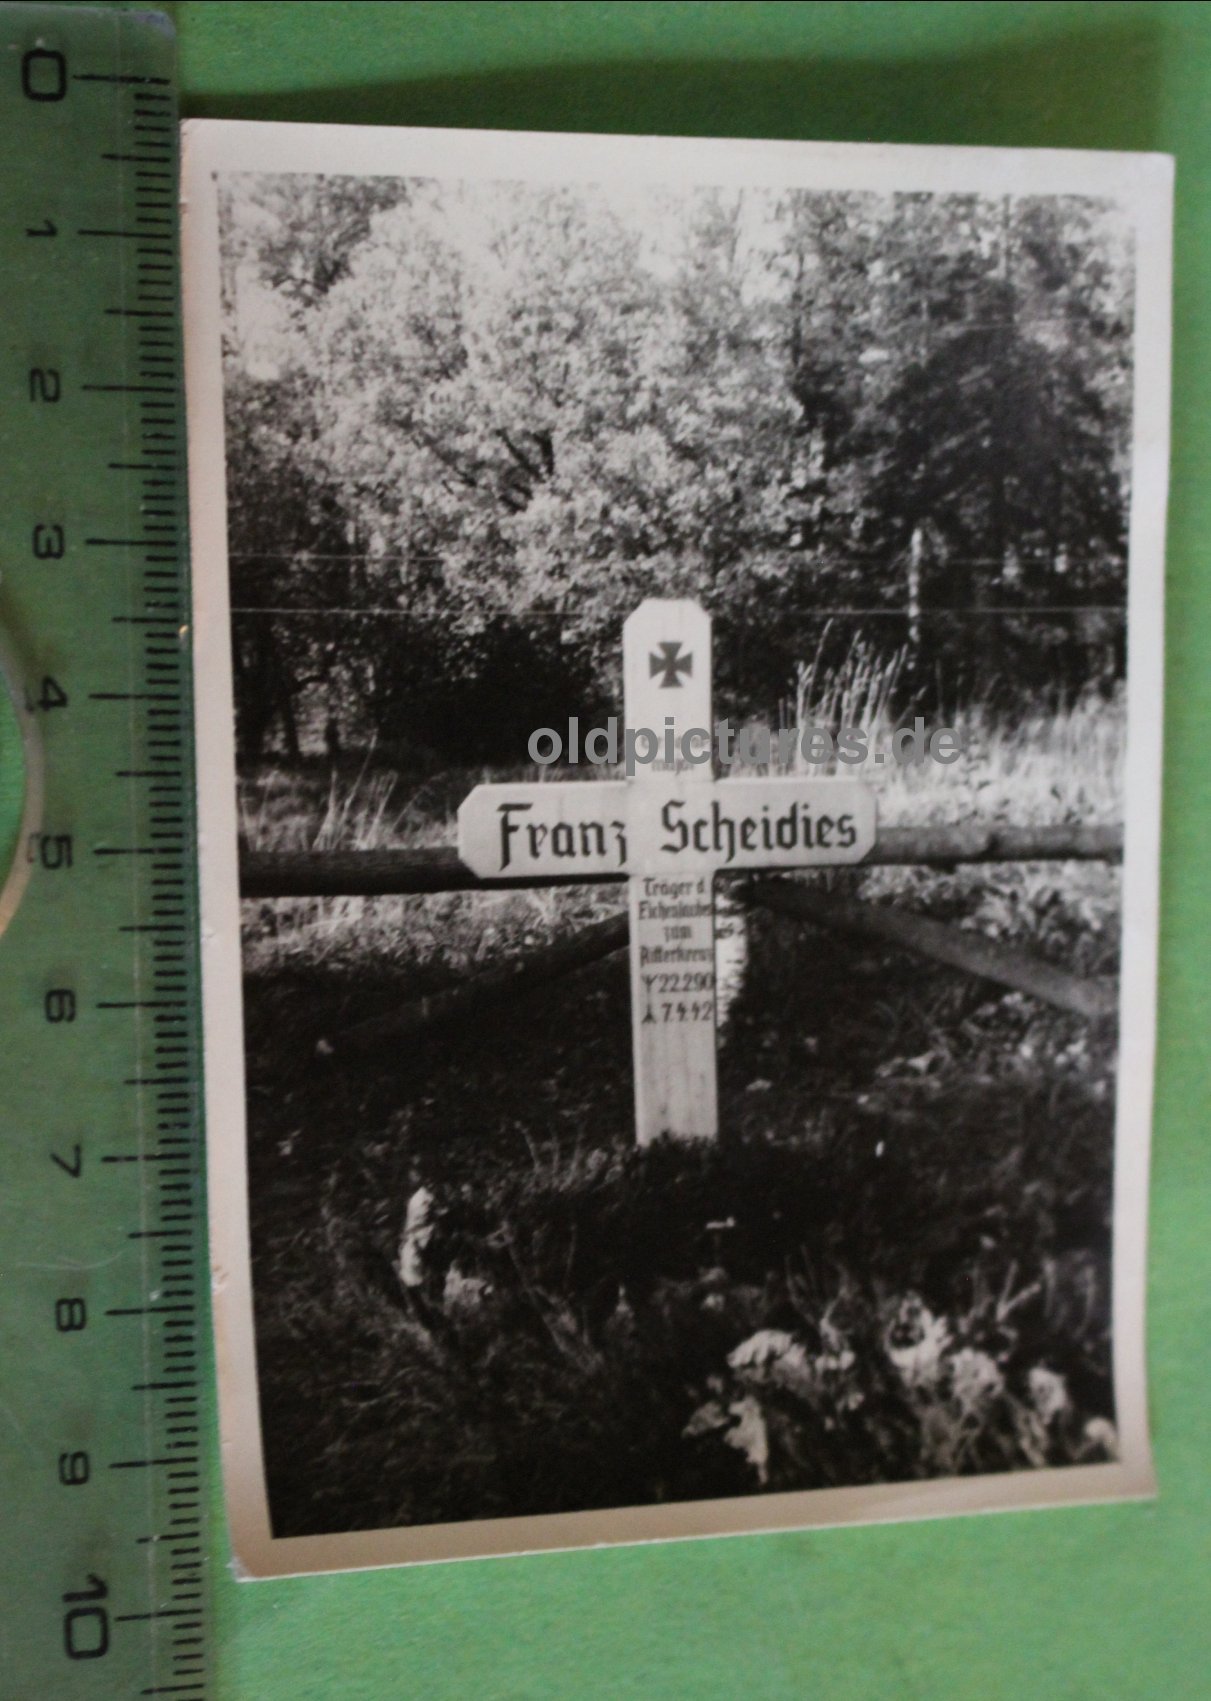 0
1
2
3
4
5
6
7
8
9
10
oldpictures.de
Franz Scheidies
Träger d.
Eichenlaubes
zum
Ritterkreuz
22.2.90
7.4.42